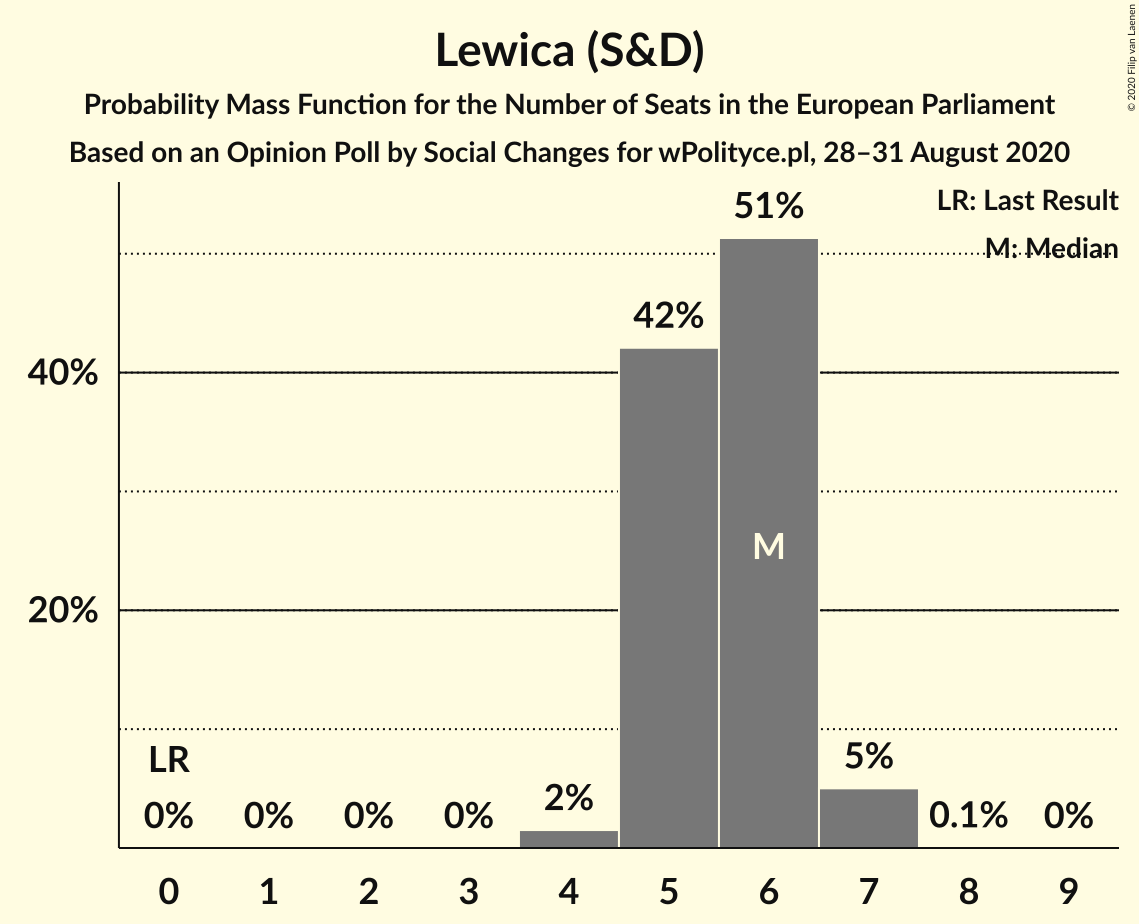 Lewica (S&D)
Probability Mass Function for the Number of Seats in the European Parliament
Based on an Opinion Poll by Social Changes for wPolityce.pl, 28–31 August 2020
© 2020 Filip van Laenen
LR: Last Result
M: Median
40%
20%
LR
0%
0%
0%
0%
2%
42%
51%
M
5%
0.1%
0%
0
1
2
3
4
5
6
7
8
9